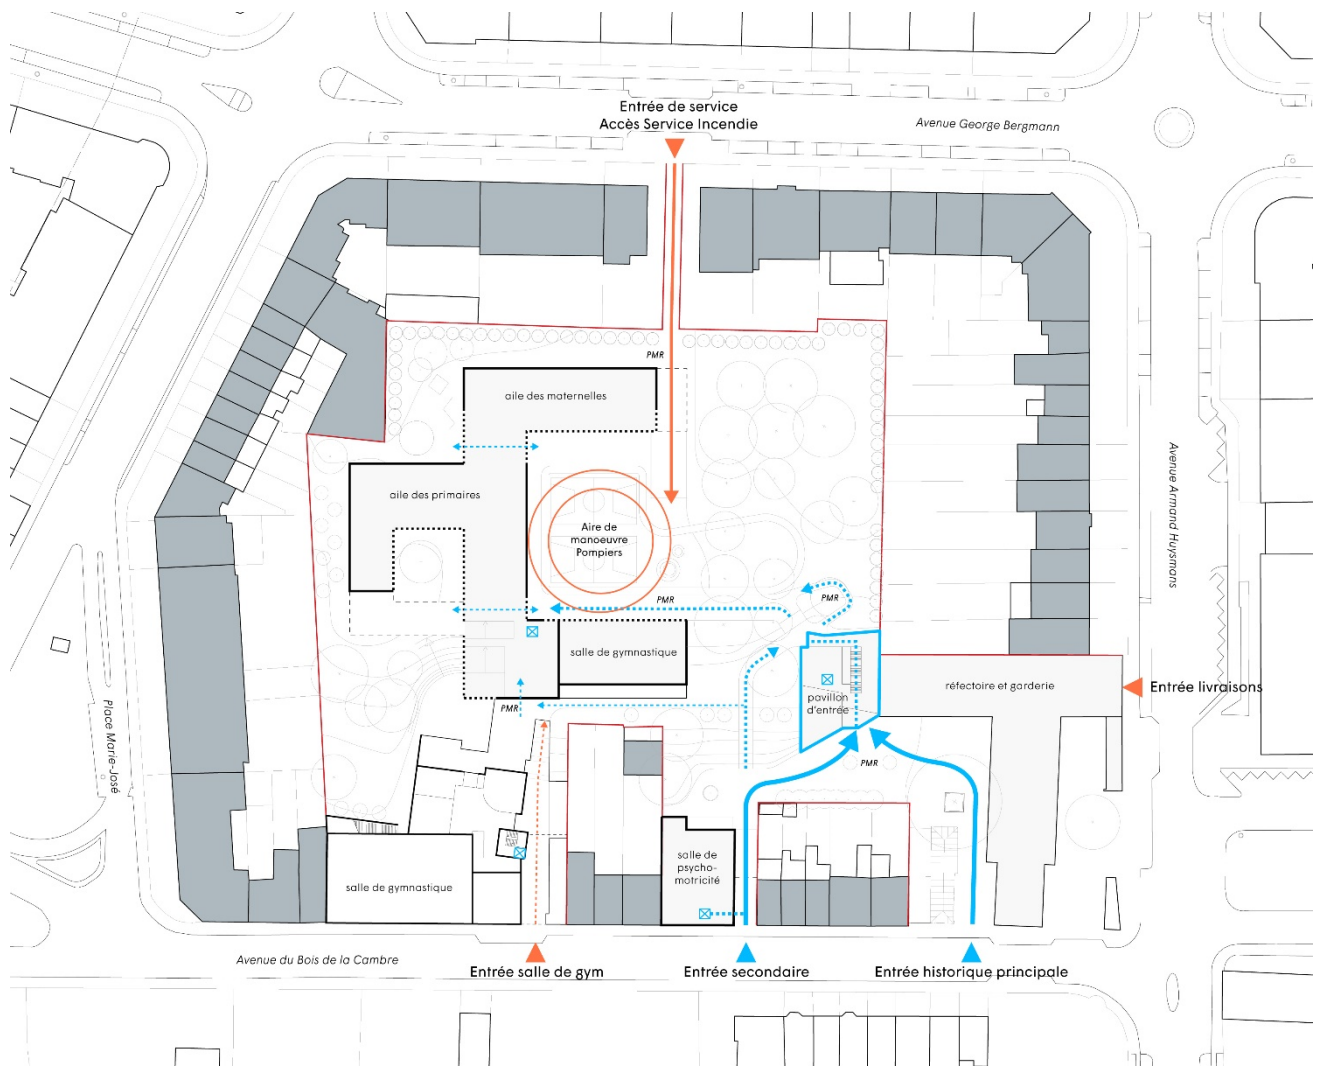 Entrée de service
Accès Service Incendie
Avenue George Bergmann
PMR
aile des maternelles
aile des primaires
Aire de
manoeuvre
Pompiers
Avenue Armand Huysmans
PMR
PMR
salle de gymnastique
réfectoire et garderie
Entrée livraisons
pavillon
d'entrée
PMR
Place Marie-José
PMR
salle de
psycho-
motricité
salle de gymnastique
Avenue du Bois de la Cambre
Entrée salle de gym
Entrée secondaire
Entrée historique principale